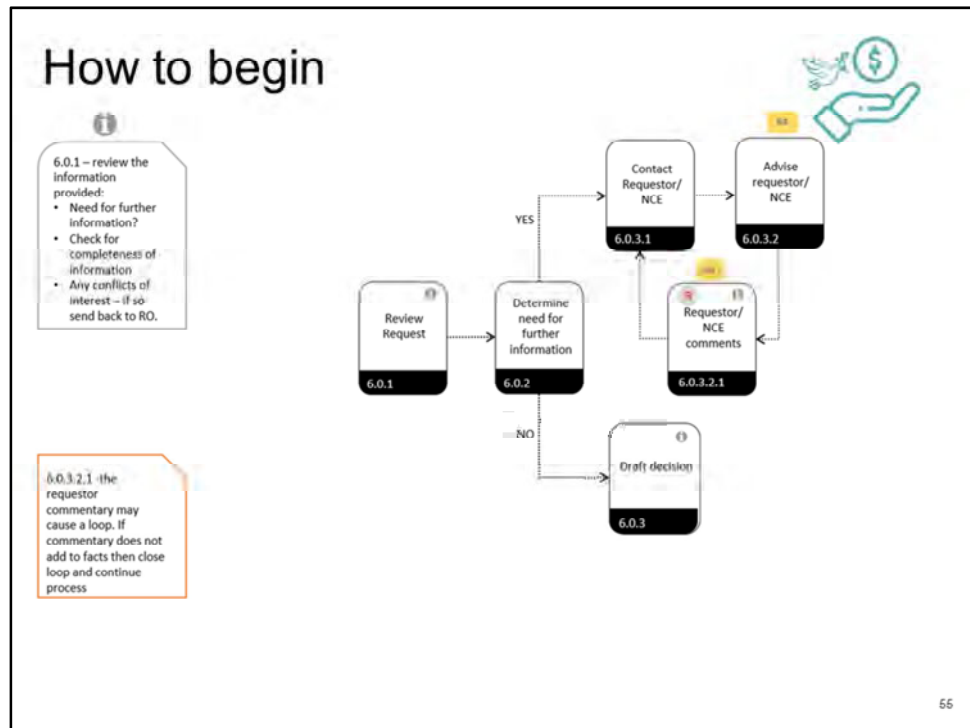 How to begin
6.0.1 – review the
information
provided:
• Need for further
information?
• Check for
completeness of
information
• Any conflicts of
interest – if so
send back to RO.
6.0.3.2.1 -the
requestor
commentary may
cause a loop. If
commentary does not
add to facts then close
loop and continue
process
Review
Request
6.0.1
Determine
need for
further
information
6.0.2
YES
NO
Contact
Requestor/
NCE
6.0.3.1
Advise
requestor/
NCE
6.0.3.2
R
Requestor/
NCE
comments
6.0.3.2.1
Draft decision
6.0.3
$
55